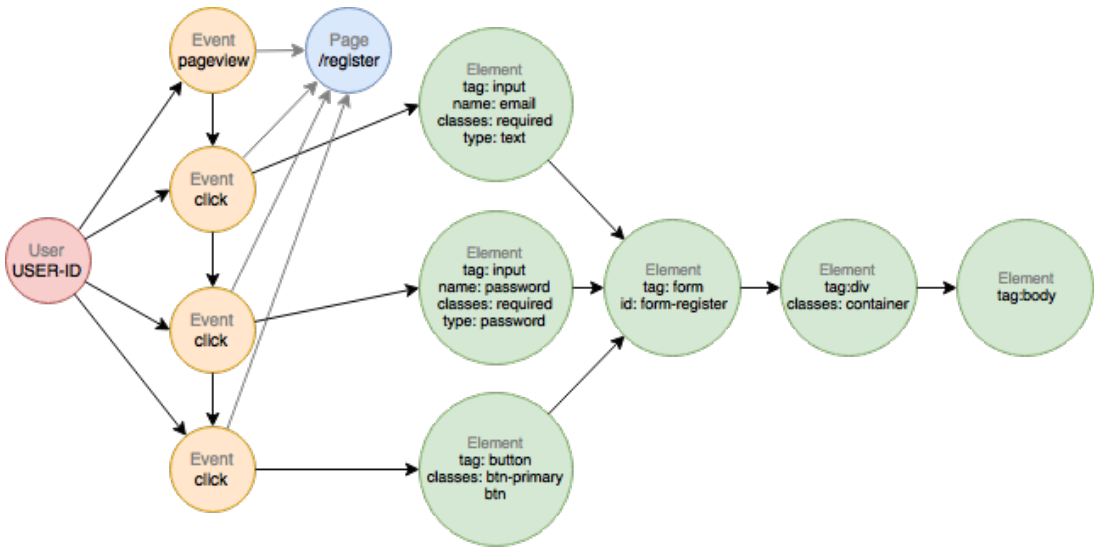 Event
pageview
Page
/register
Element
tag: input
name: email
classes: required
type: text
Event
click
User
USER-ID
Element
tag: input
name: password
classes: required
type: password
Element
tag: form
id: form-register
Element
tag:div
classes: container
Element
tag:body
Event
click
Event
click
Element
tag: button
classes: btn-primary
btn